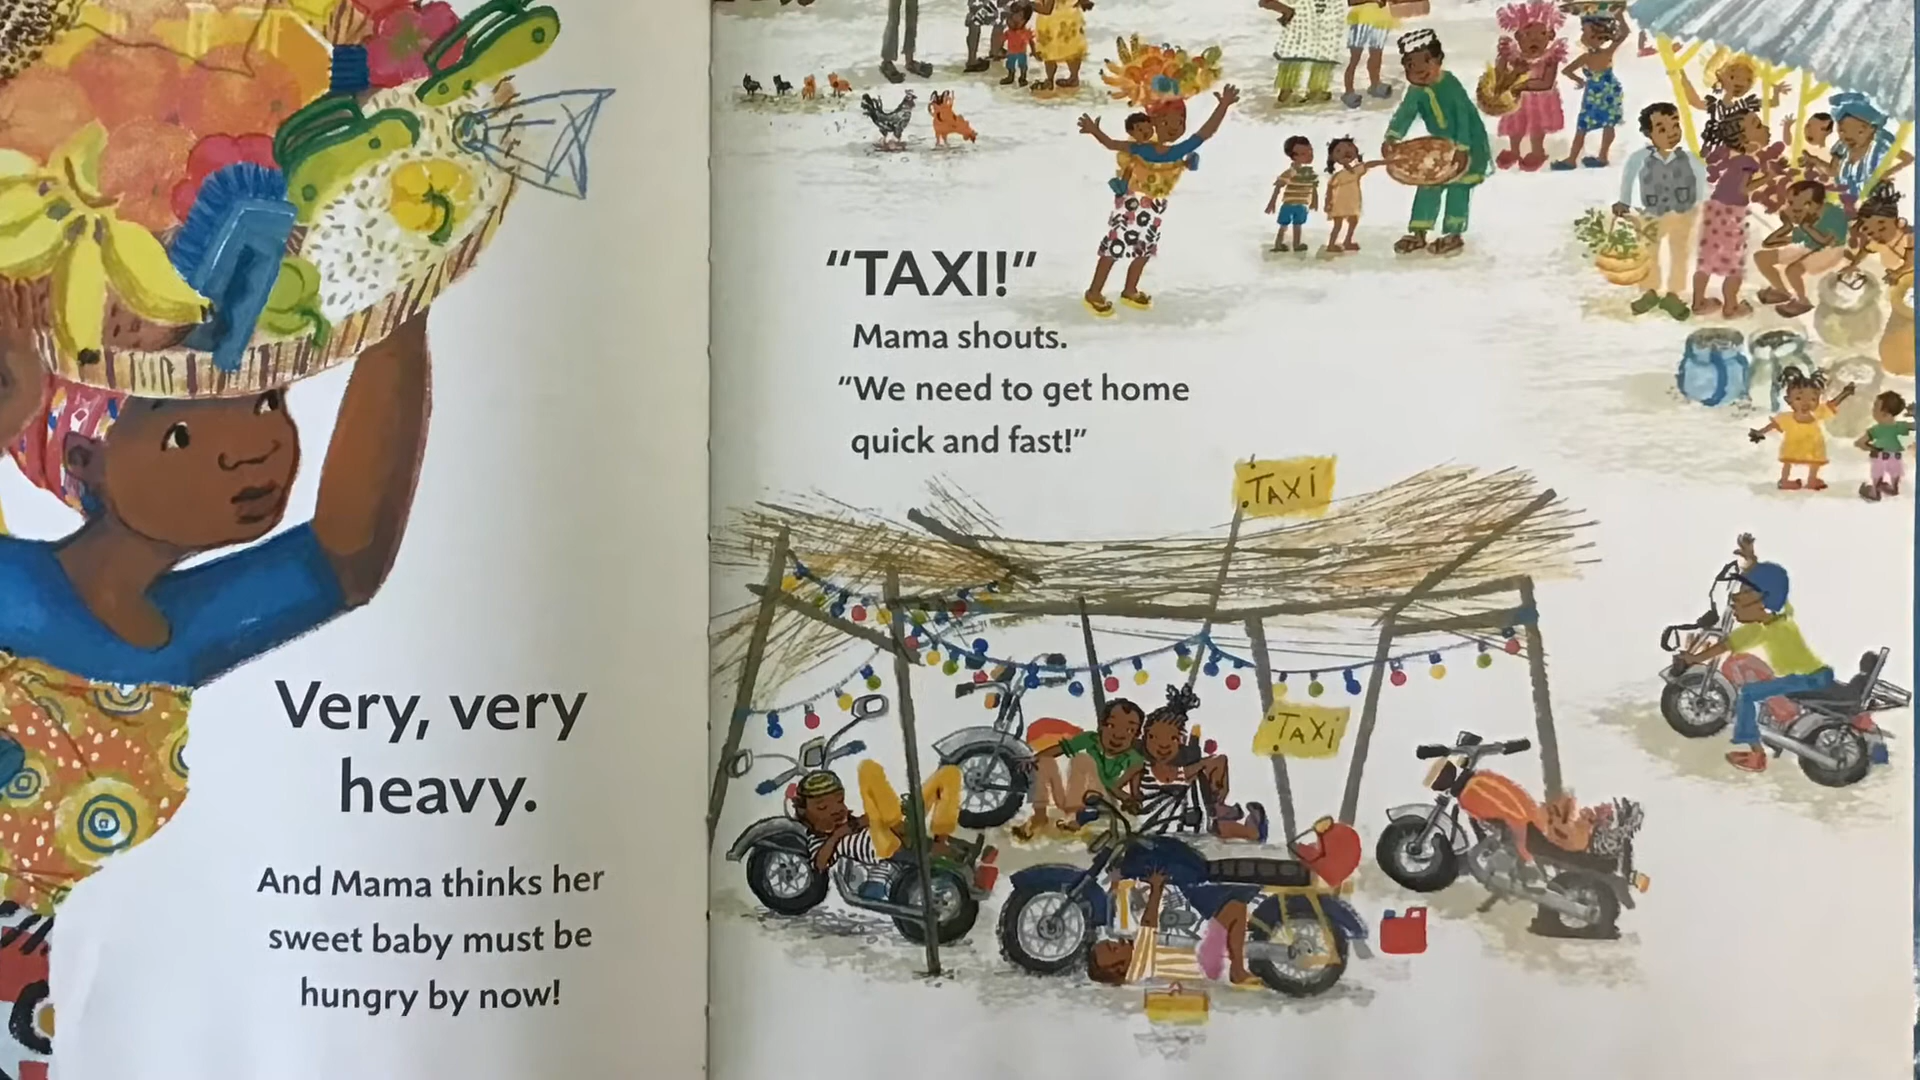 Very, very
heavy.
And Mama thinks her
sweet baby must be
hungry by now!
“TAXI!”
Mama shouts.
“We need to get home
quick and fast!”
TAXI
TAXI